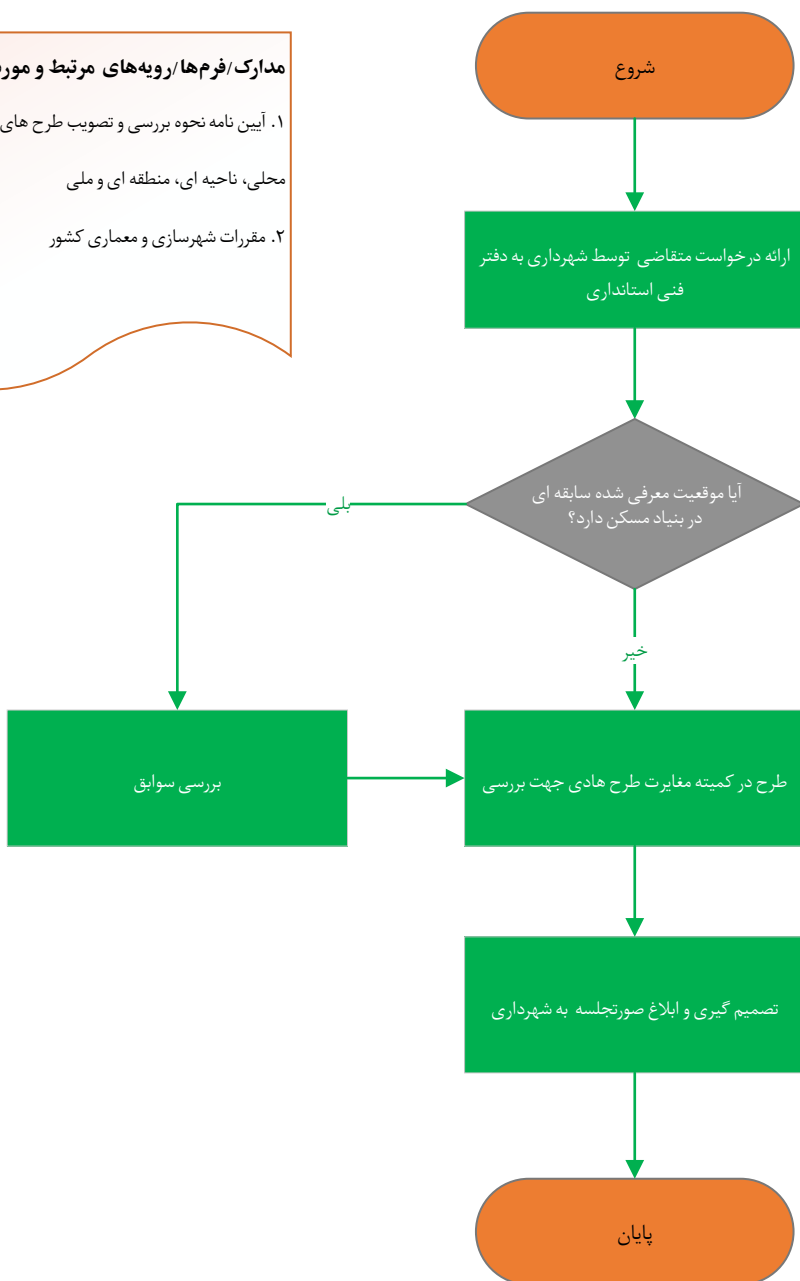 شروع
مدارک/فرم‌ها/رویه‌های مرتبط و
۱. آیین نامه نحوه بررسی و تصویب طرح های
محلی، ناحیه ای، منطقه ای و ملی
۲. مقررات شهرسازی و معماری کشور
ارائه درخواست متقاضی توسط شهرداری به دفتر
فنی استانداری
آیا موقعیت معرفی شده سابقه ای
در بنیاد مسکن دارد؟
بلی
خیر
طرح در کمیته مغایرت طرح هادی جهت بررسی
بررسی سوابق
تصمیم گیری و ابلاغ صورتجلسه به شهرداری
پایان